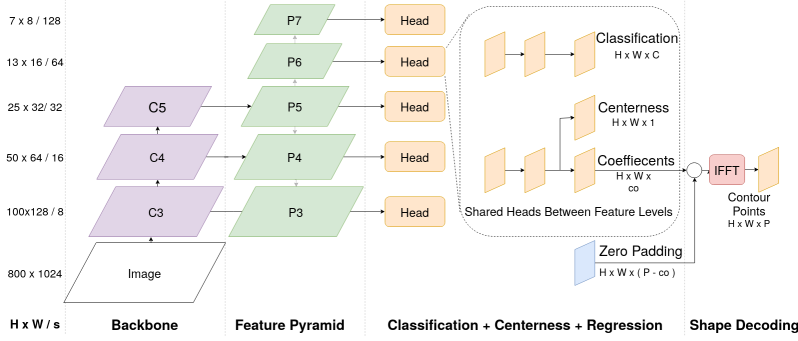 7 x 8 / 128
P7
Head
13 x 16 / 64
P6
Head
Classification
H x W x C
25 x 32/ 32
C5
P5
Head
Centerness
H x W x 1
50 x 64 / 16
C4
P4
Head
Coeffiecents
H x W x
co
IFFT
100x128 / 8
C3
P3
Head
Shared Heads Between Feature Levels
Contour
Points
H x W x P
800 x 1024
Image
Zero Padding
H x W x ( P - co )
H x W / s
Backbone
Feature Pyramid
Classification + Centerness + Regression
Shape Decoding